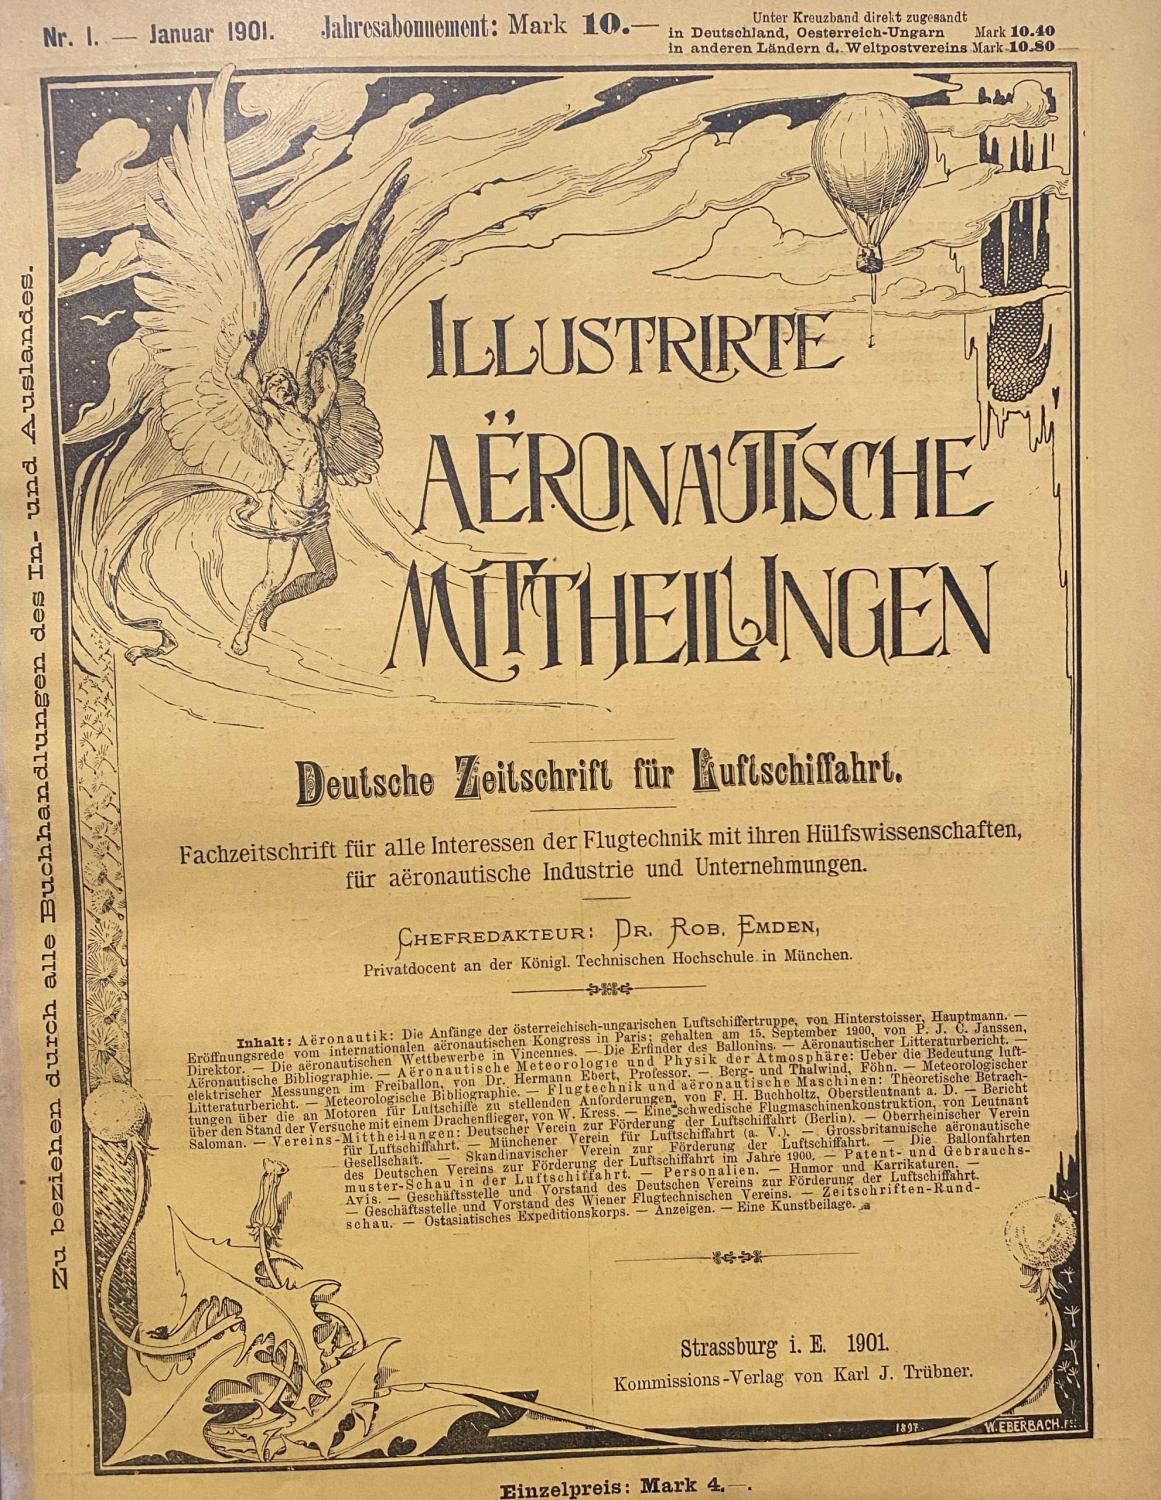 Nr. 1. — Januar 1901.
Jahresabonnement: Mark 10.—
Unter Kreuzband direkt zugesandt
in Deutschland, Oesterreich-Ungarn Mark 10.40
in anderen Ländern d. Weltpostvereins Mark 10.80
Zu beziehen durch alle Buchhandlungen des In- und Auslandes.
ILLUSTRIRTE
AËRONAUTISCHE
MITTHEILUNGEN
Deutsche Zeitschrift für Luftschiffahrt.
Fachzeitschrift für alle Interessen der Flugtechnik mit ihren Hülfswissenschaften,
für aëronautische Industrie und Unternehmungen.
CHEFREDAKTEUR: DR. ROB. EMDEN,
Privatdocent an der Königl. Technischen Hochschule in München.
Inhalt: Aëronautik: Die Anfänge der österreichisch-ungarischen Luftschiffertruppe, von Hinterstoisser, Hauptmann. —
Eröffnungsrede vom internationalen aëronautischen Kongress in Paris; gehalten am 15. September 1900, von P. J. C. Janssen,
Direktor. — Die aëronautischen Wettbewerbe in Vincennes. — Die Erfinder des Ballonins. — Aëronautischer Litteraturbericht. —
Aëronautische Bibliographie. — Aëronautische Meteorologie und Physik der Atmosphäre: Ueber die Bedeutung luft-
elektrischer Messungen im Freiballon, von Dr. Hermann Ebert, Professor. — Berg- und Thalwind, Föhn. — Meteorologischer
Litteraturbericht. — Meteorologische Bibliographie. — Flugtechnik und aëronautische Maschinen: Theoretische Betrach-
tungen über die an Motoren für Luftschiffe zu stellenden Anforderungen, von F. H. Buchholtz, Oberstleutnant a. D. — Bericht
über den Stand der Versuche mit einem Drachenflieger, von W. Kress. — Eine schwedische Flugmaschinenkonstruktion, von Leutnant
Saloman. — Vereins-Mittheilungen: Deutscher Verein zur Förderung der Luftschiffahrt (Berlin). — Oberrheinischer Verein
für Luftschiffahrt. — Münchener Verein für Luftschiffahrt (a. V.). — Grossbritannische aëronautische
Gesellschaft. — Skandinavischer Verein zur Förderung der Luftschiffahrt. — Die Ballonfahrten
des Deutschen Vereins zur Förderung der Luftschiffahrt im Jahre 1900. — Patent- und Gebrauchs-
muster-Schau in der Luftschiffahrt. — Personalien. — Humor und Karrikaturen. —
Avis. — Geschäftsstelle und Vorstand des Deutschen Vereins zur Förderung der Luftschiffahrt.
— Geschäftsstelle und Vorstand des Wiener Flugtechnischen Vereins. — Zeitschriften-Rund-
schau. — Ostasiatisches Expeditionskorps. — Anzeigen. — Eine Kunstbeilage.
Strassburg i. E. 1901.
Kommissions-Verlag von Karl J. Trübner.
1897. W. EBERBACH.
Einzelpreis: Mark 4.—.